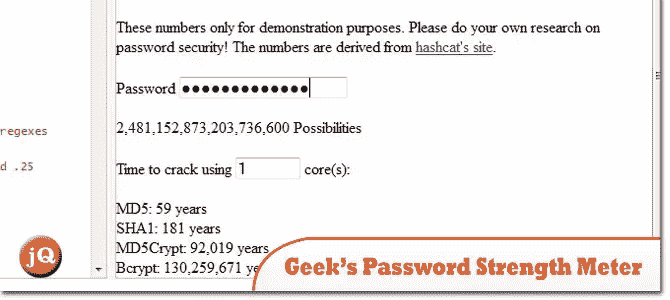 These numbers only for demonstration purposes. Please do your own research on
password security! The numbers are derived from hashcat's site.
Password
2,481,152,873,203,736,600 Possibilities
regexes
Time to crack using 1 core(s):
d .25
MD5: 59 years
SHA1: 181 years
MD5Crypt: 92,019 years
Bcrypt: 130,259,671 ye
jQ
Geek's Password Strength Meter